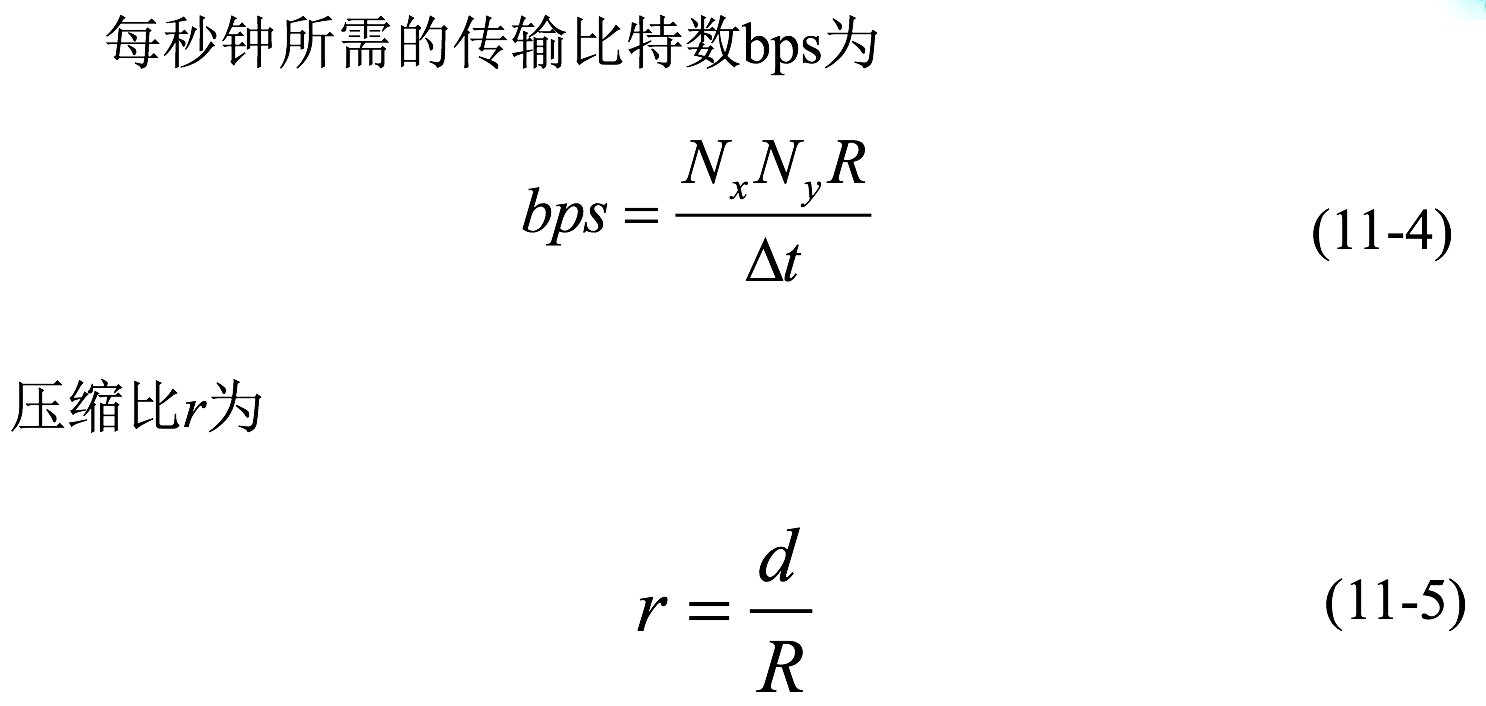 每秒钟所需的传输比特数bps为
bps = \frac{N_x N_y R}{\Delta t} (11-4)
压缩比r为
r = \frac{d}{R} (11-5)